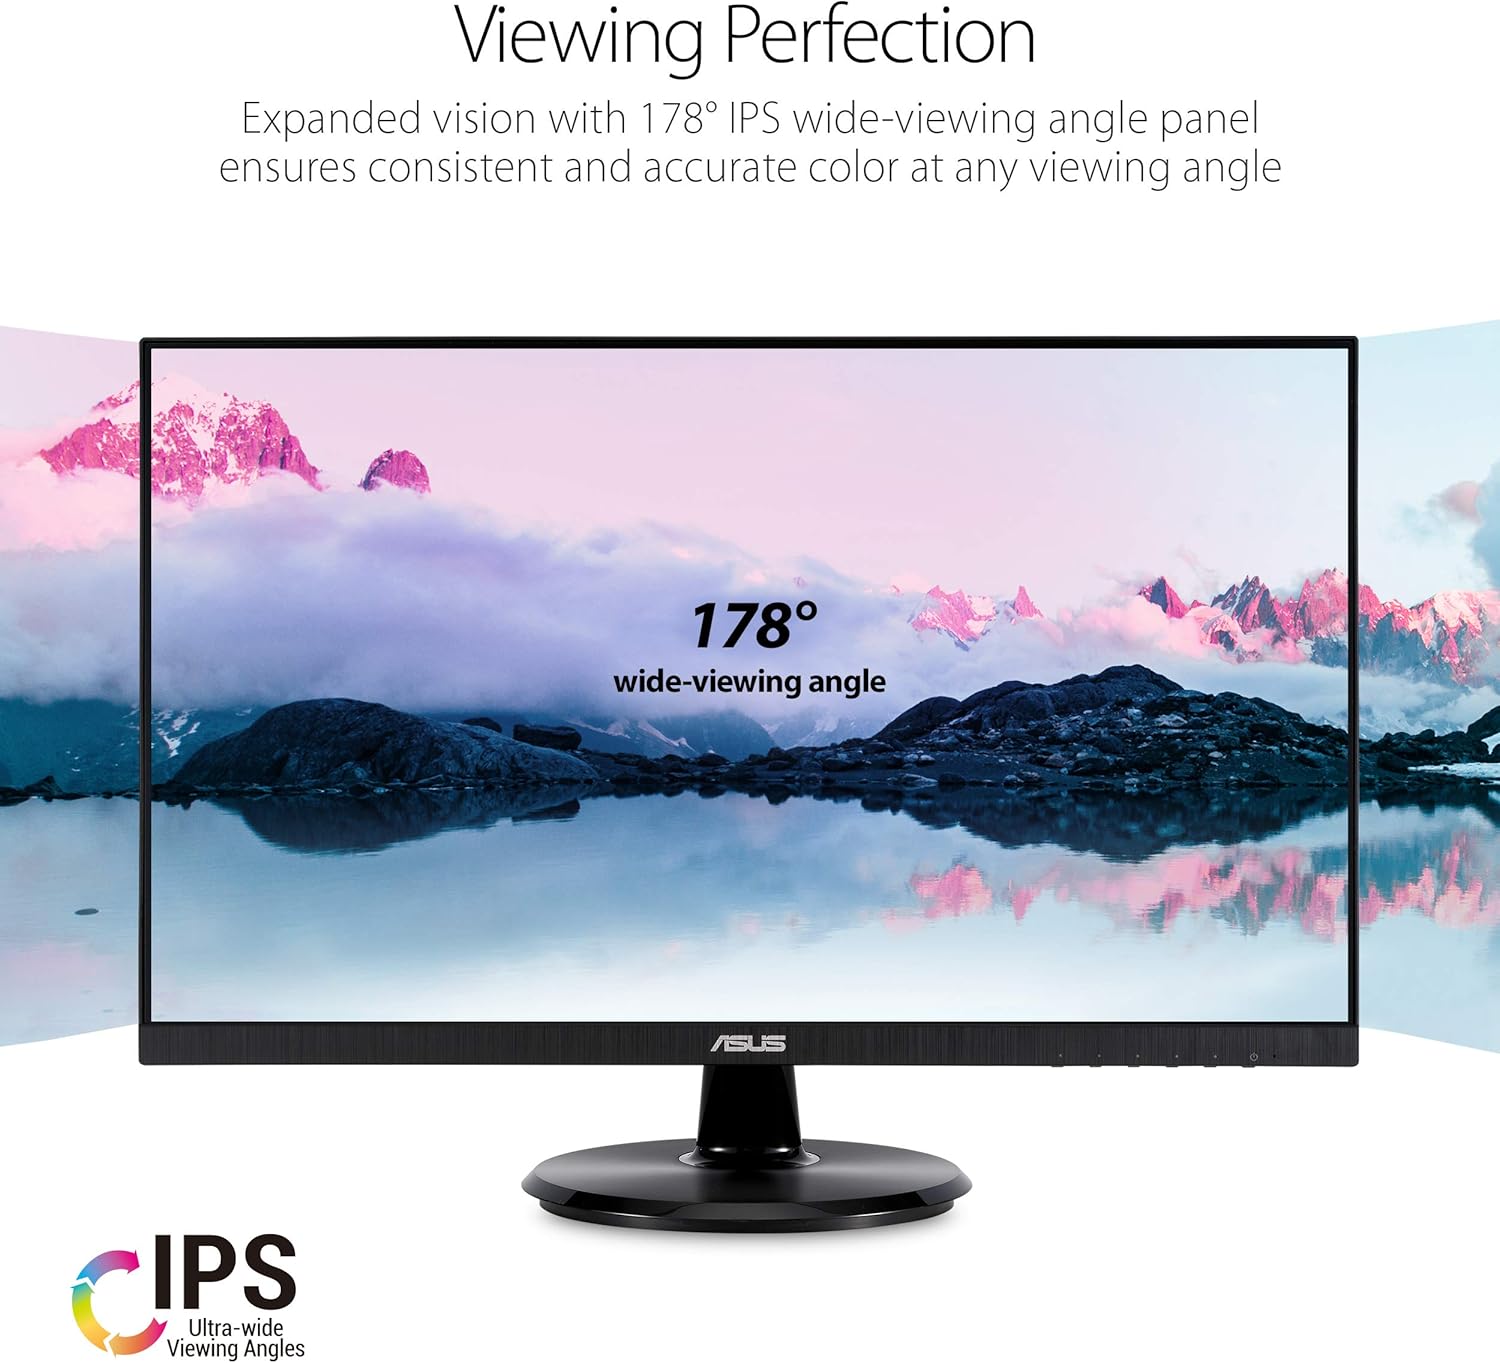 Viewing Perfection
Expanded vision with 178° IPS wide-viewing angle panel
ensures consistent and accurate color at any viewing angle
178°
wide-viewing angle
ASUS
IPS
Ultra-wide
Viewing Angles